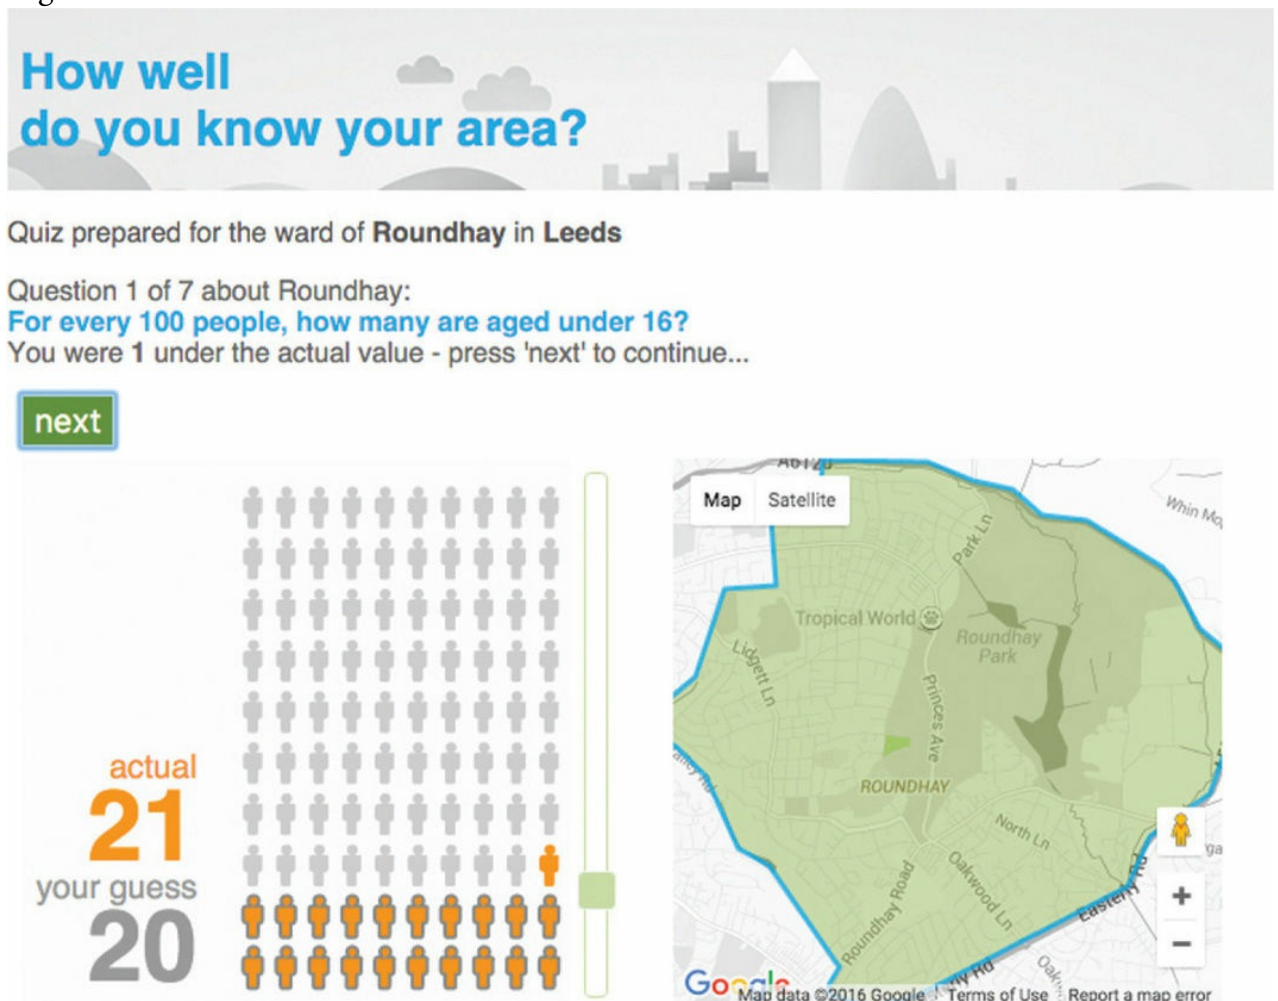 How well
do you know your area?
Quiz prepared for the ward of Roundhay in Leeds
Question 1 of 7 about Roundhay:
For every 100 people, how many are aged under 16?
You were 1 under the actual value - press 'next' to continue...
next
actual
21
your guess
20
A6120
Map Satellite
Whin
Park Ln
Tropical World
Roundhay
Park
Lidgett Ln
Princes Ave
ROUNDHAY
North Ln
Oakwood Ln
Roundhay Road
Easterly Rd
+
−
Google
Map data ©2016 Google Terms of Use Report a map error